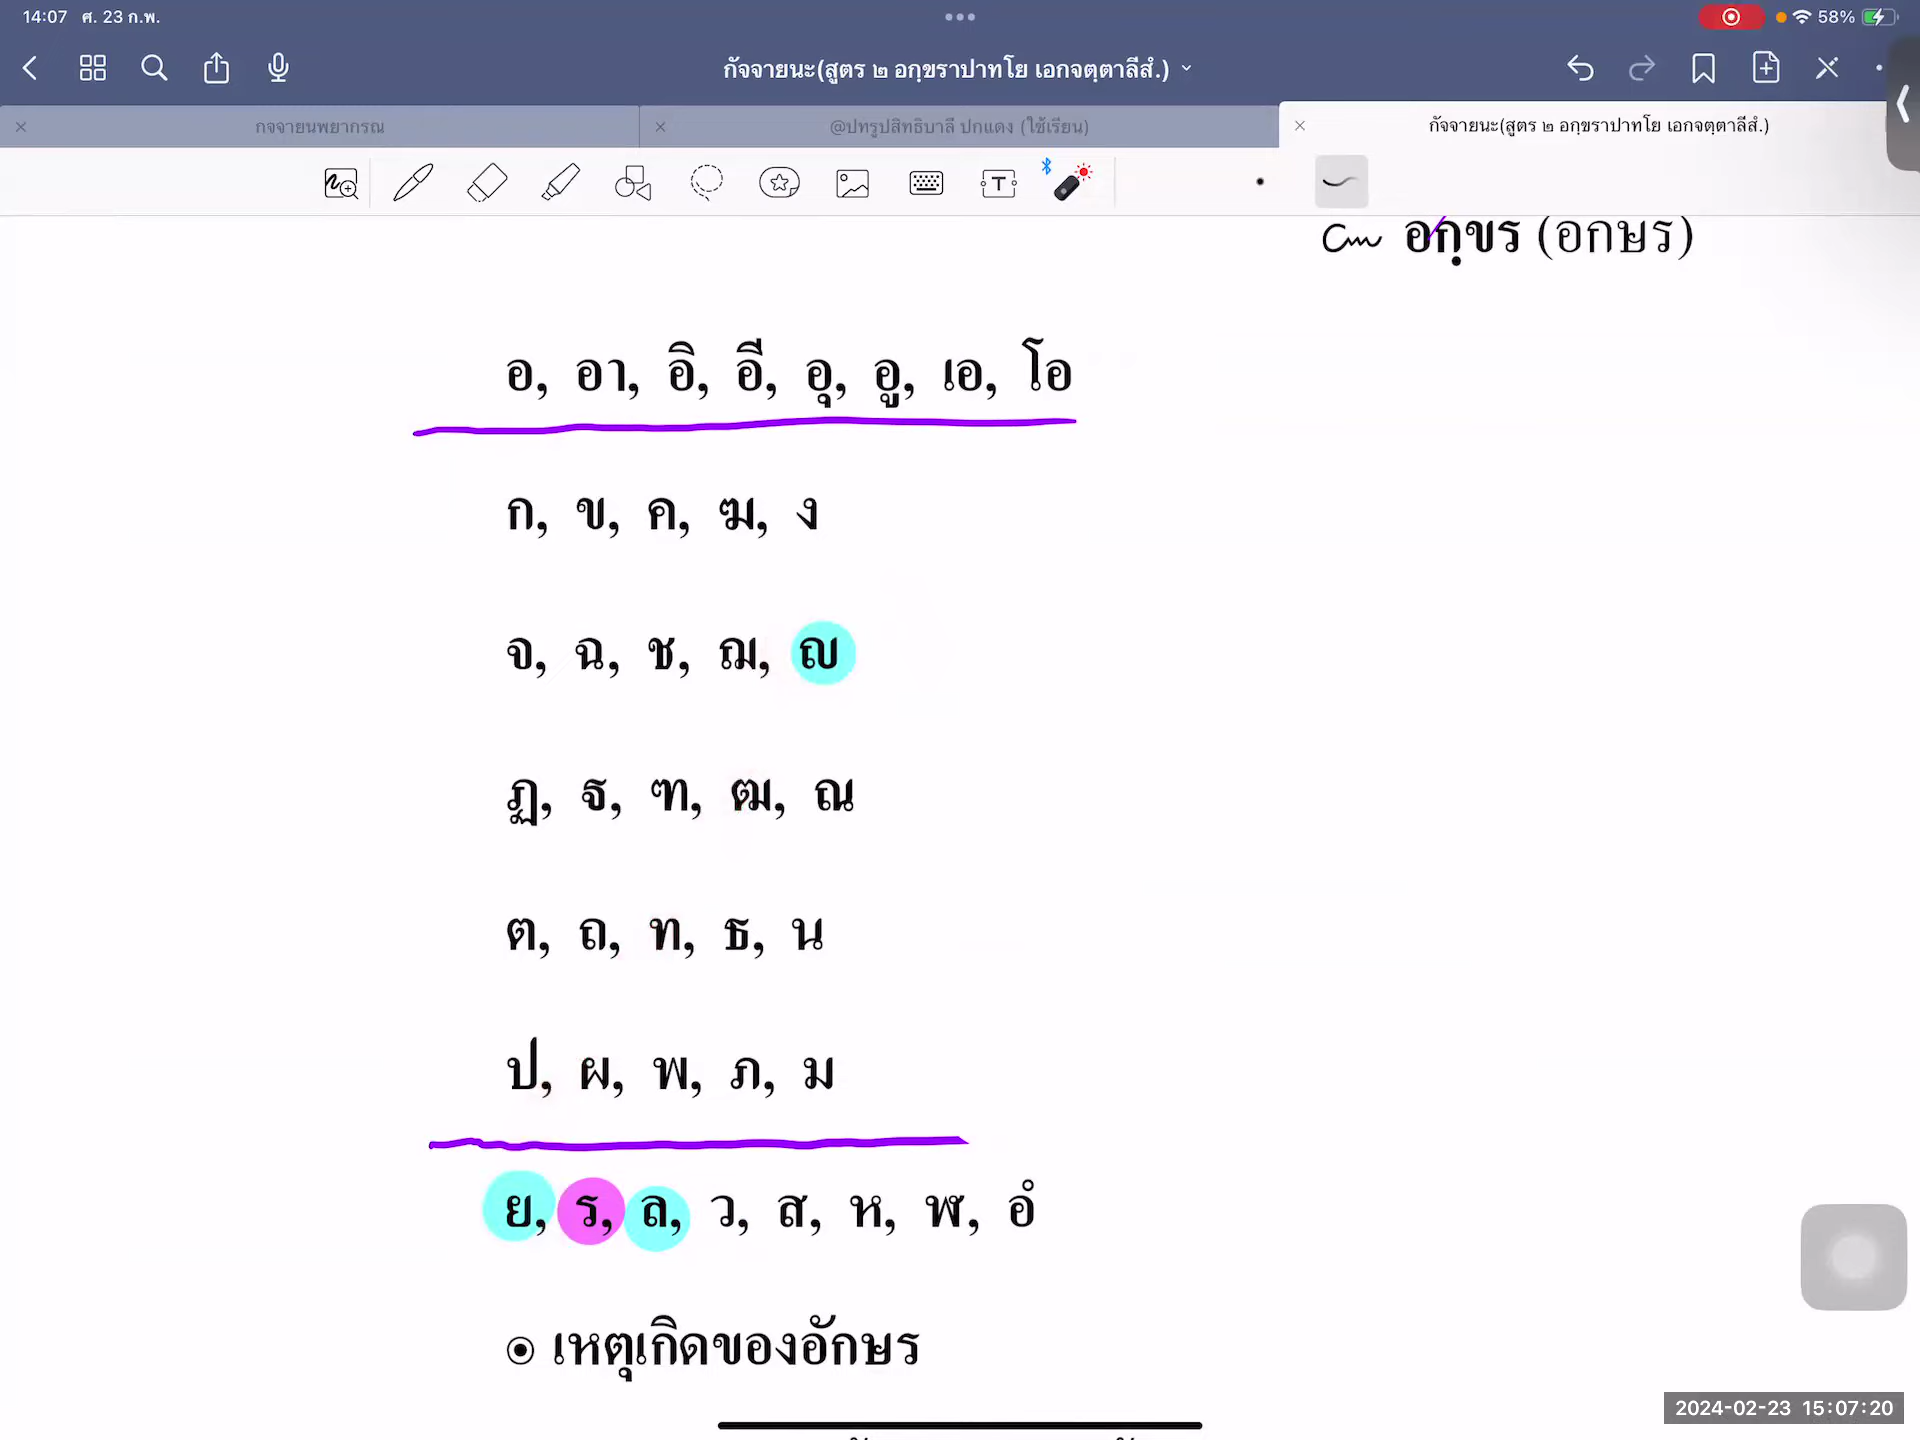 14:07 ศ. 23 ก.พ.
58%
กัจจายนะ(สูตร ๒ อกฺขราปาทโย เอกจตฺตาลีสํ.)
กจจายนพยากรณ
@ปทรูปสิทธิบาลี ปกแดง (ใช้เรียน)
กัจจายนะ(สูตร ๒ อกฺขราปาทโย เอกจตฺตาลีสํ.)
อกฺขร (อกษร)
อ, อา, อิ, อี, อุ, อู, เอ, โอ
ก, ข, ค, ฆ, ง
จ, ฉ, ช, ฌ, ญ
ฏ, ฐ, ฑ, ฒ, ณ
ต, ถ, ท, ธ, น
ป, ผ, พ, ภ, ม
ย, ร, ล, ว, ส, ห, ฬ, อํ
เหตุเกิดของอักษร
2024-02-23 15:07:20